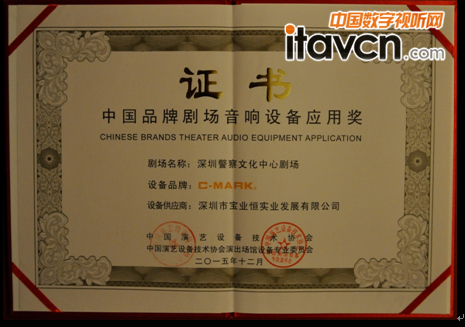 中国数字视听网
itavcn.com
证书
中国品牌剧场音响设备应用奖
CHINESE BRANDS THEATER AUDIO EQUIPMENT APPLICATION
剧场名称：深圳警察文化中心剧场
设备品牌：C-MARK®
设备供应商：深圳市宝业恒实业发展有限公司
中国演艺设备技术协会
中国演艺设备技术协会演出场馆设备专业委员会
二〇一五年十二月